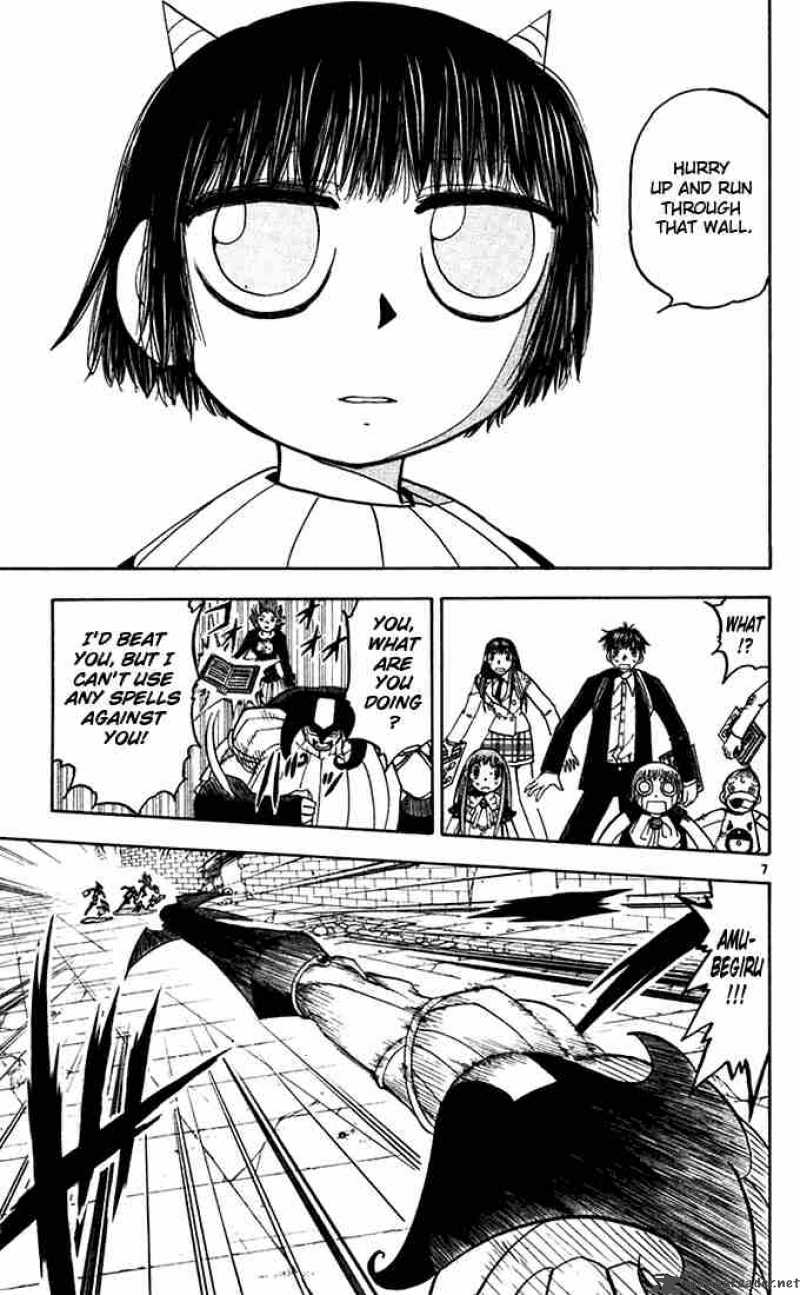 HURRY
UP AND RUN
THROUGH
THAT WALL.
WHAT
!?
YOU,
WHAT
ARE
YOU
DOING
?
I'D BEAT
YOU, BUT I
CAN'T USE
ANY SPELLS
AGAINST
YOU!
7
AMU-
BEGIRU
!!!